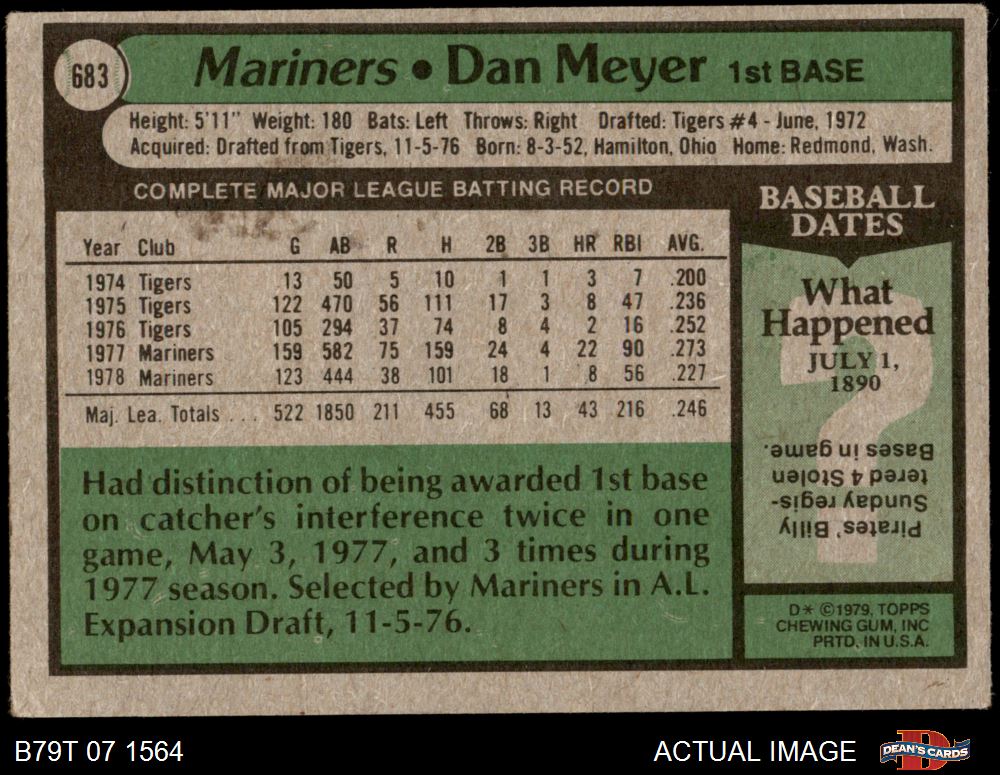 683
Mariners • Dan Meyer 1st BASE
Height: 5'11" Weight: 180 Bats: Left Throws: Right Drafted: Tigers #4 - June, 1972
Acquired: Drafted from Tigers, 11-5-76 Born: 8-3-52, Hamilton, Ohio Home: Redmond, Wash.
COMPLETE MAJOR LEAGUE BATTING RECORD
Year Club G AB R H 2B 3B HR RBI AVG.
1974 Tigers 13 50 5 10 1 1 3 7 .200
1975 Tigers 122 470 56 111 17 3 8 47 .236
1976 Tigers 105 294 37 74 8 4 2 16 .252
1977 Mariners 159 582 75 159 24 4 22 90 .273
1978 Mariners 123 444 38 101 18 1 8 56 .227
Maj. Lea. Totals . . . 522 1850 211 455 68 13 43 216 .246
Had distinction of being awarded 1st base
on catcher's interference twice in one
game, May 3, 1977, and 3 times during
1977 season. Selected by Mariners in A.L.
Expansion Draft, 11-5-76.
BASEBALL
DATES
What
Happened
JULY 1,
1890
?
Pirates' Billy
Sunday regis-
tered 4 Stolen
Bases in game.
D* ©1979, TOPPS
CHEWING GUM, INC
PRTD. IN U.S.A.
B79T 07 1564
ACTUAL IMAGE
D
DEAN'S CARDS